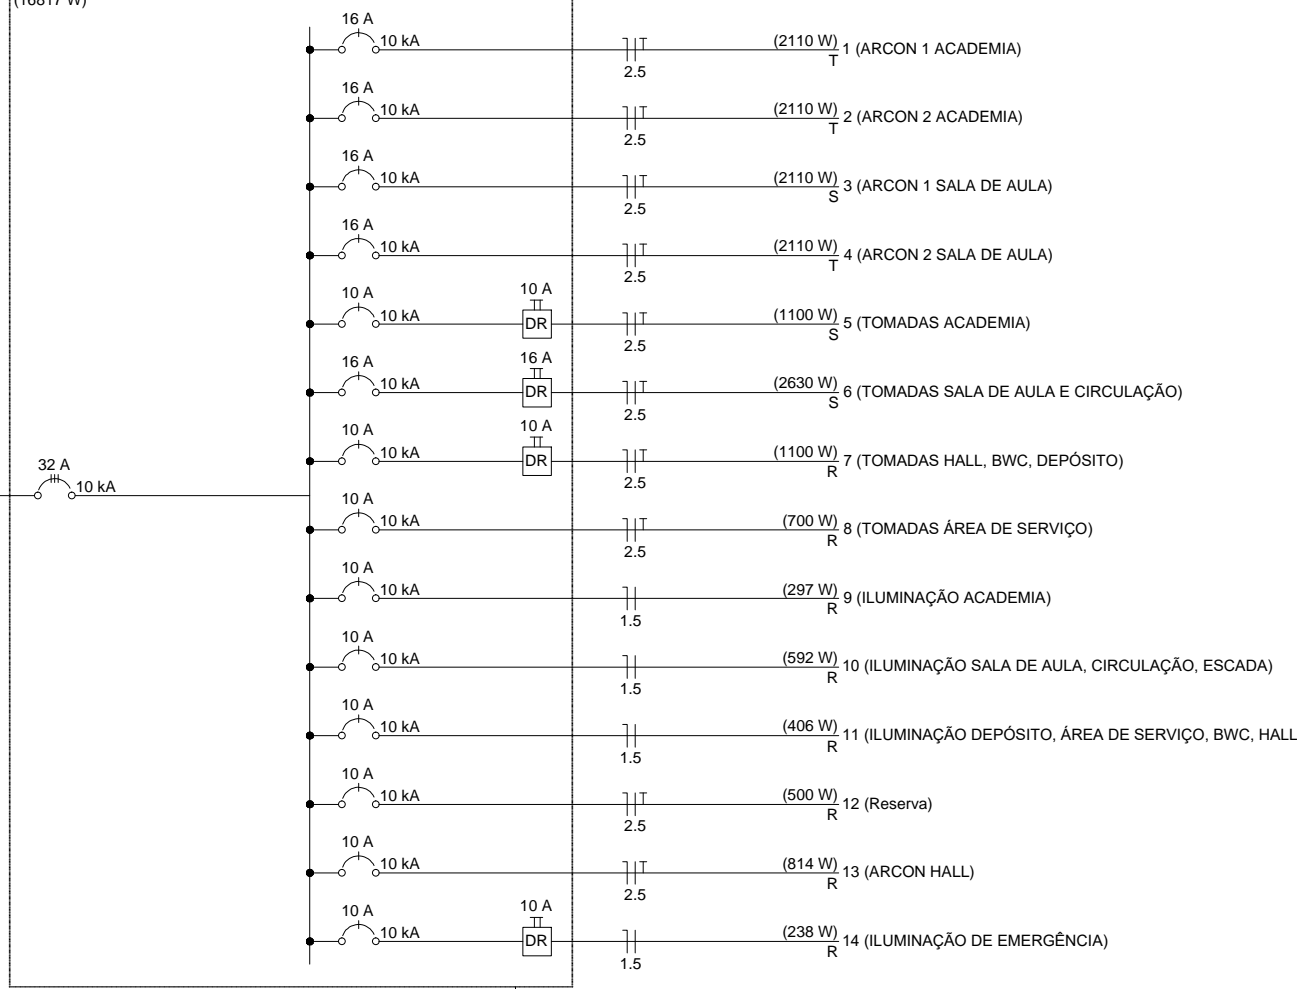 (16817 W)
16 A
10 kA
T
2.5
(2110 W)
T
1 (ARCON 1 ACADEMIA)
16 A
10 kA
T
2.5
(2110 W)
T
2 (ARCON 2 ACADEMIA)
16 A
10 kA
T
2.5
(2110 W)
S
3 (ARCON 1 SALA DE AULA)
16 A
10 kA
T
2.5
(2110 W)
T
4 (ARCON 2 SALA DE AULA)
10 A
10 kA
10 A
DR
T
2.5
(1100 W)
S
5 (TOMADAS ACADEMIA)
16 A
10 kA
16 A
DR
T
2.5
(2630 W)
S
6 (TOMADAS SALA DE AULA E CIRCULAÇÃO)
10 A
10 kA
10 A
DR
T
2.5
(1100 W)
R
7 (TOMADAS HALL, BWC, DEPÓSITO)
32 A
10 kA
10 A
10 kA
T
2.5
(700 W)
R
8 (TOMADAS ÁREA DE SERVIÇO)
10 A
10 kA
1.5
(297 W)
R
9 (ILUMINAÇÃO ACADEMIA)
10 A
10 kA
1.5
(592 W)
R
10 (ILUMINAÇÃO SALA DE AULA, CIRCULAÇÃO, ESCADA)
10 A
10 kA
1.5
(406 W)
R
11 (ILUMINAÇÃO DEPÓSITO, ÁREA DE SERVIÇO, BWC, HALL
10 A
10 kA
T
2.5
(500 W)
R
12 (Reserva)
10 A
10 kA
T
2.5
(814 W)
R
13 (ARCON HALL)
10 A
10 kA
10 A
DR
1.5
(238 W)
R
14 (ILUMINAÇÃO DE EMERGÊNCIA)